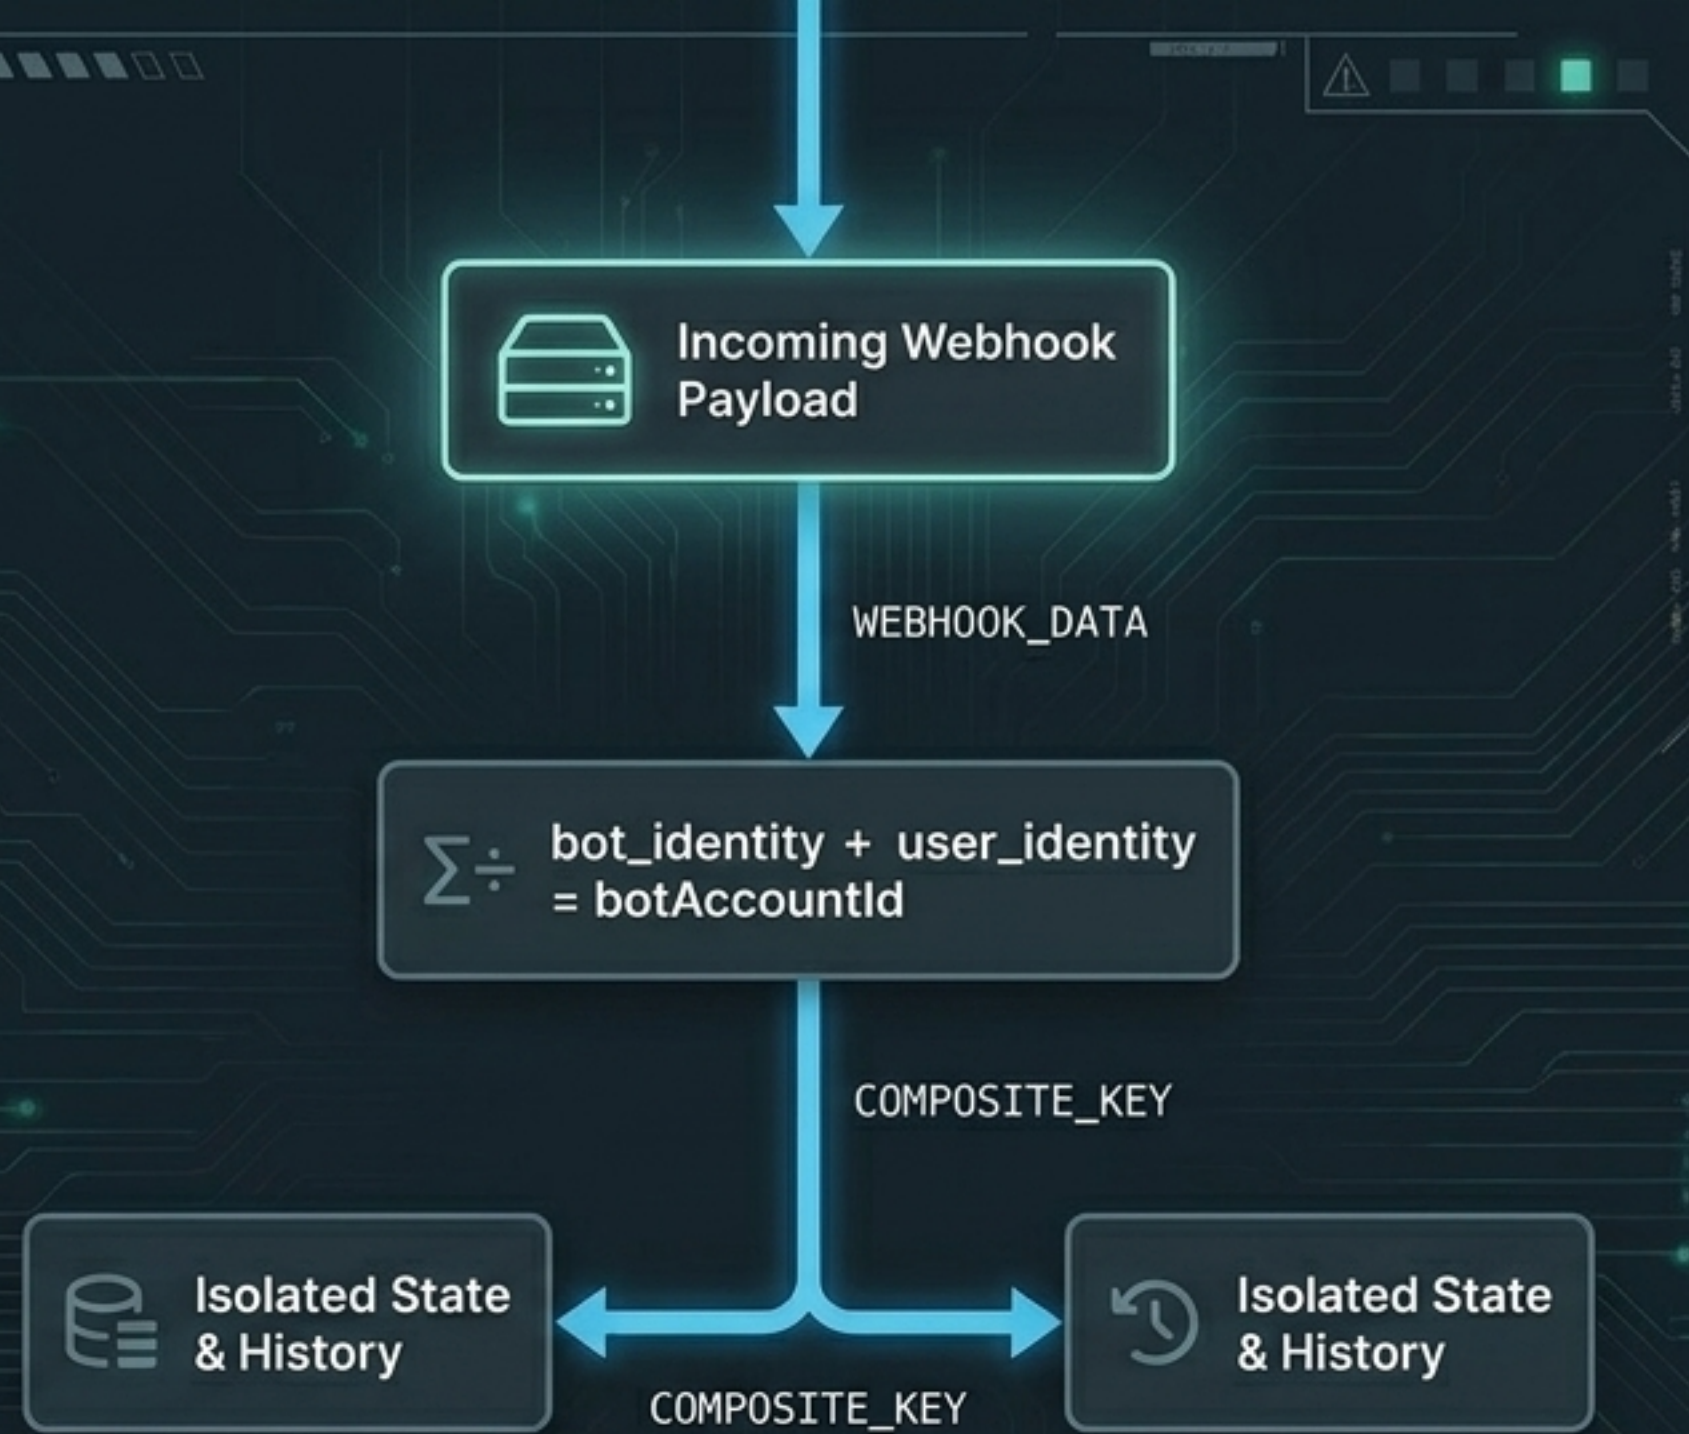 Incoming Webhook
Payload
WEBHOOK_DATA
bot_identity + user_identity
= botAccountId
COMPOSITE_KEY
Isolated State
& History
Isolated State
& History
COMPOSITE_KEY